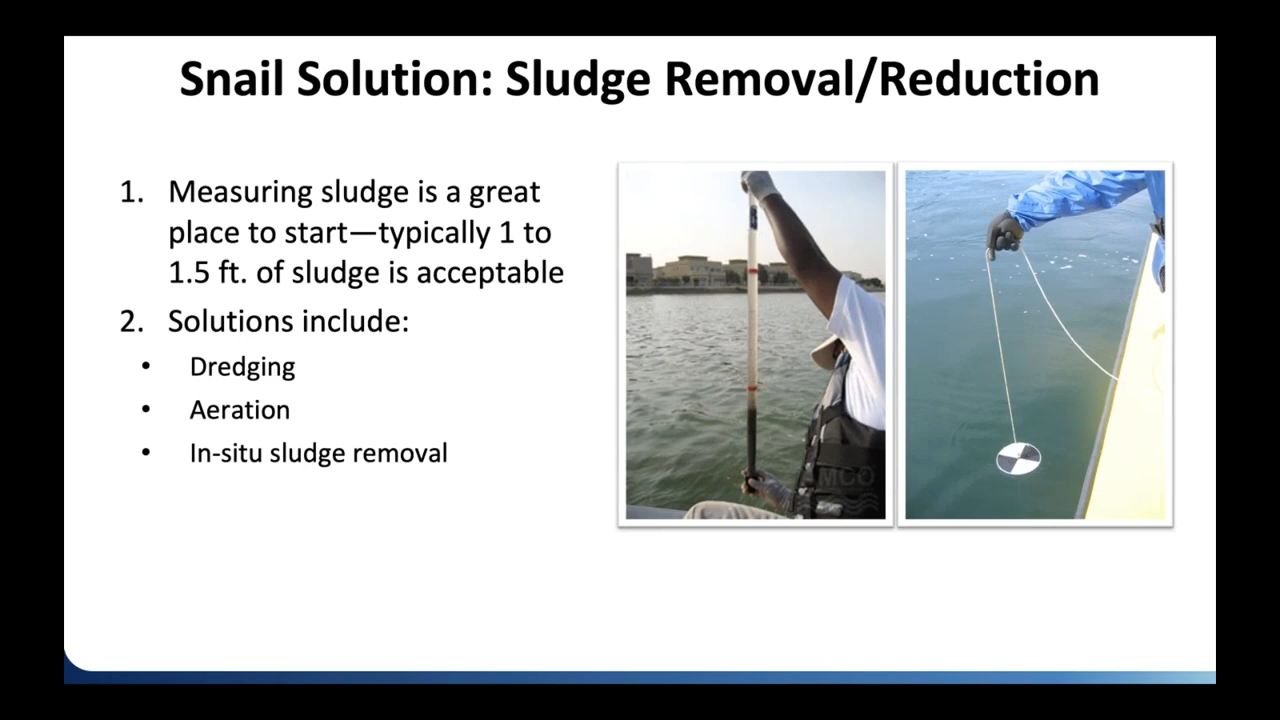 Snail Solution: Sludge Removal/Reduction
1. Measuring sludge is a great
place to start—typically 1 to
1.5 ft. of sludge is acceptable
2. Solutions include:
• Dredging
• Aeration
• In-situ sludge removal
MCO